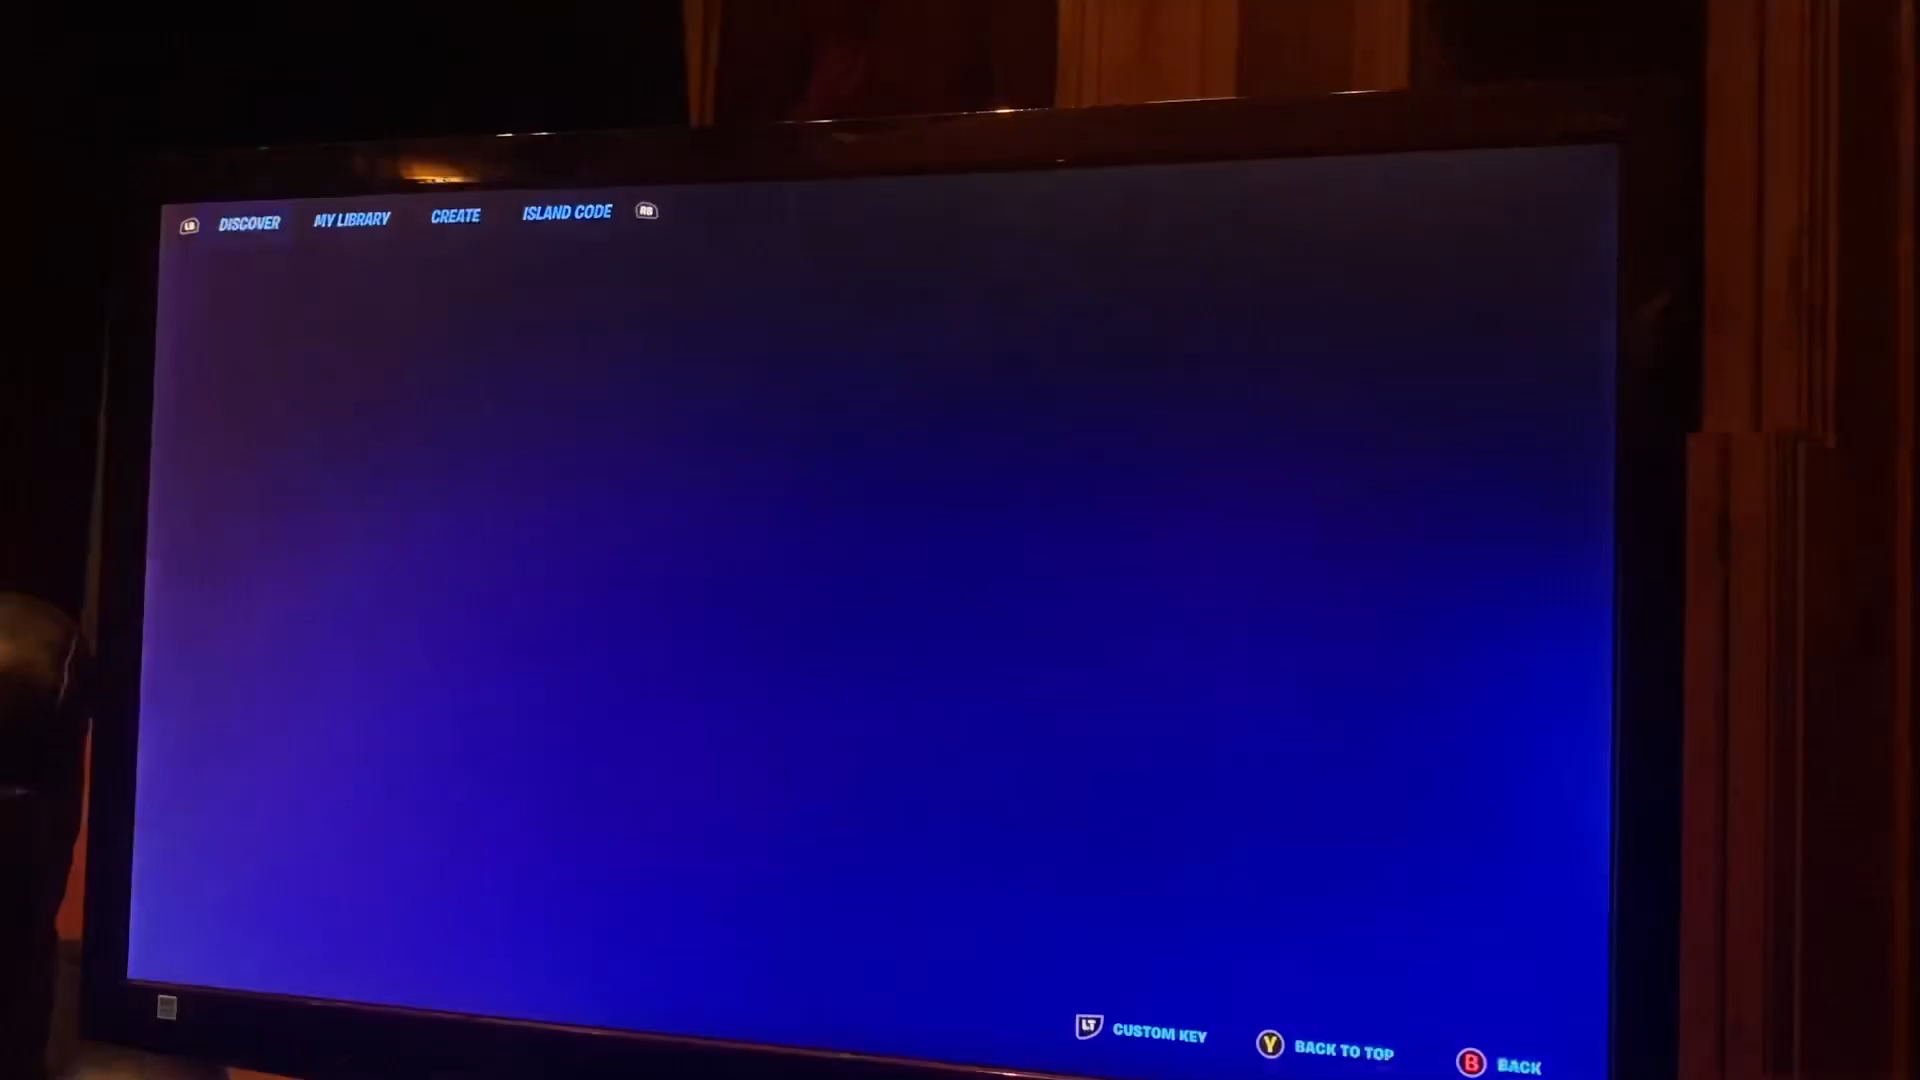 LB DISCOVER MY LIBRARY CREATE ISLAND CODE RB
LT CUSTOM KEY Y BACK TO TOP B BACK